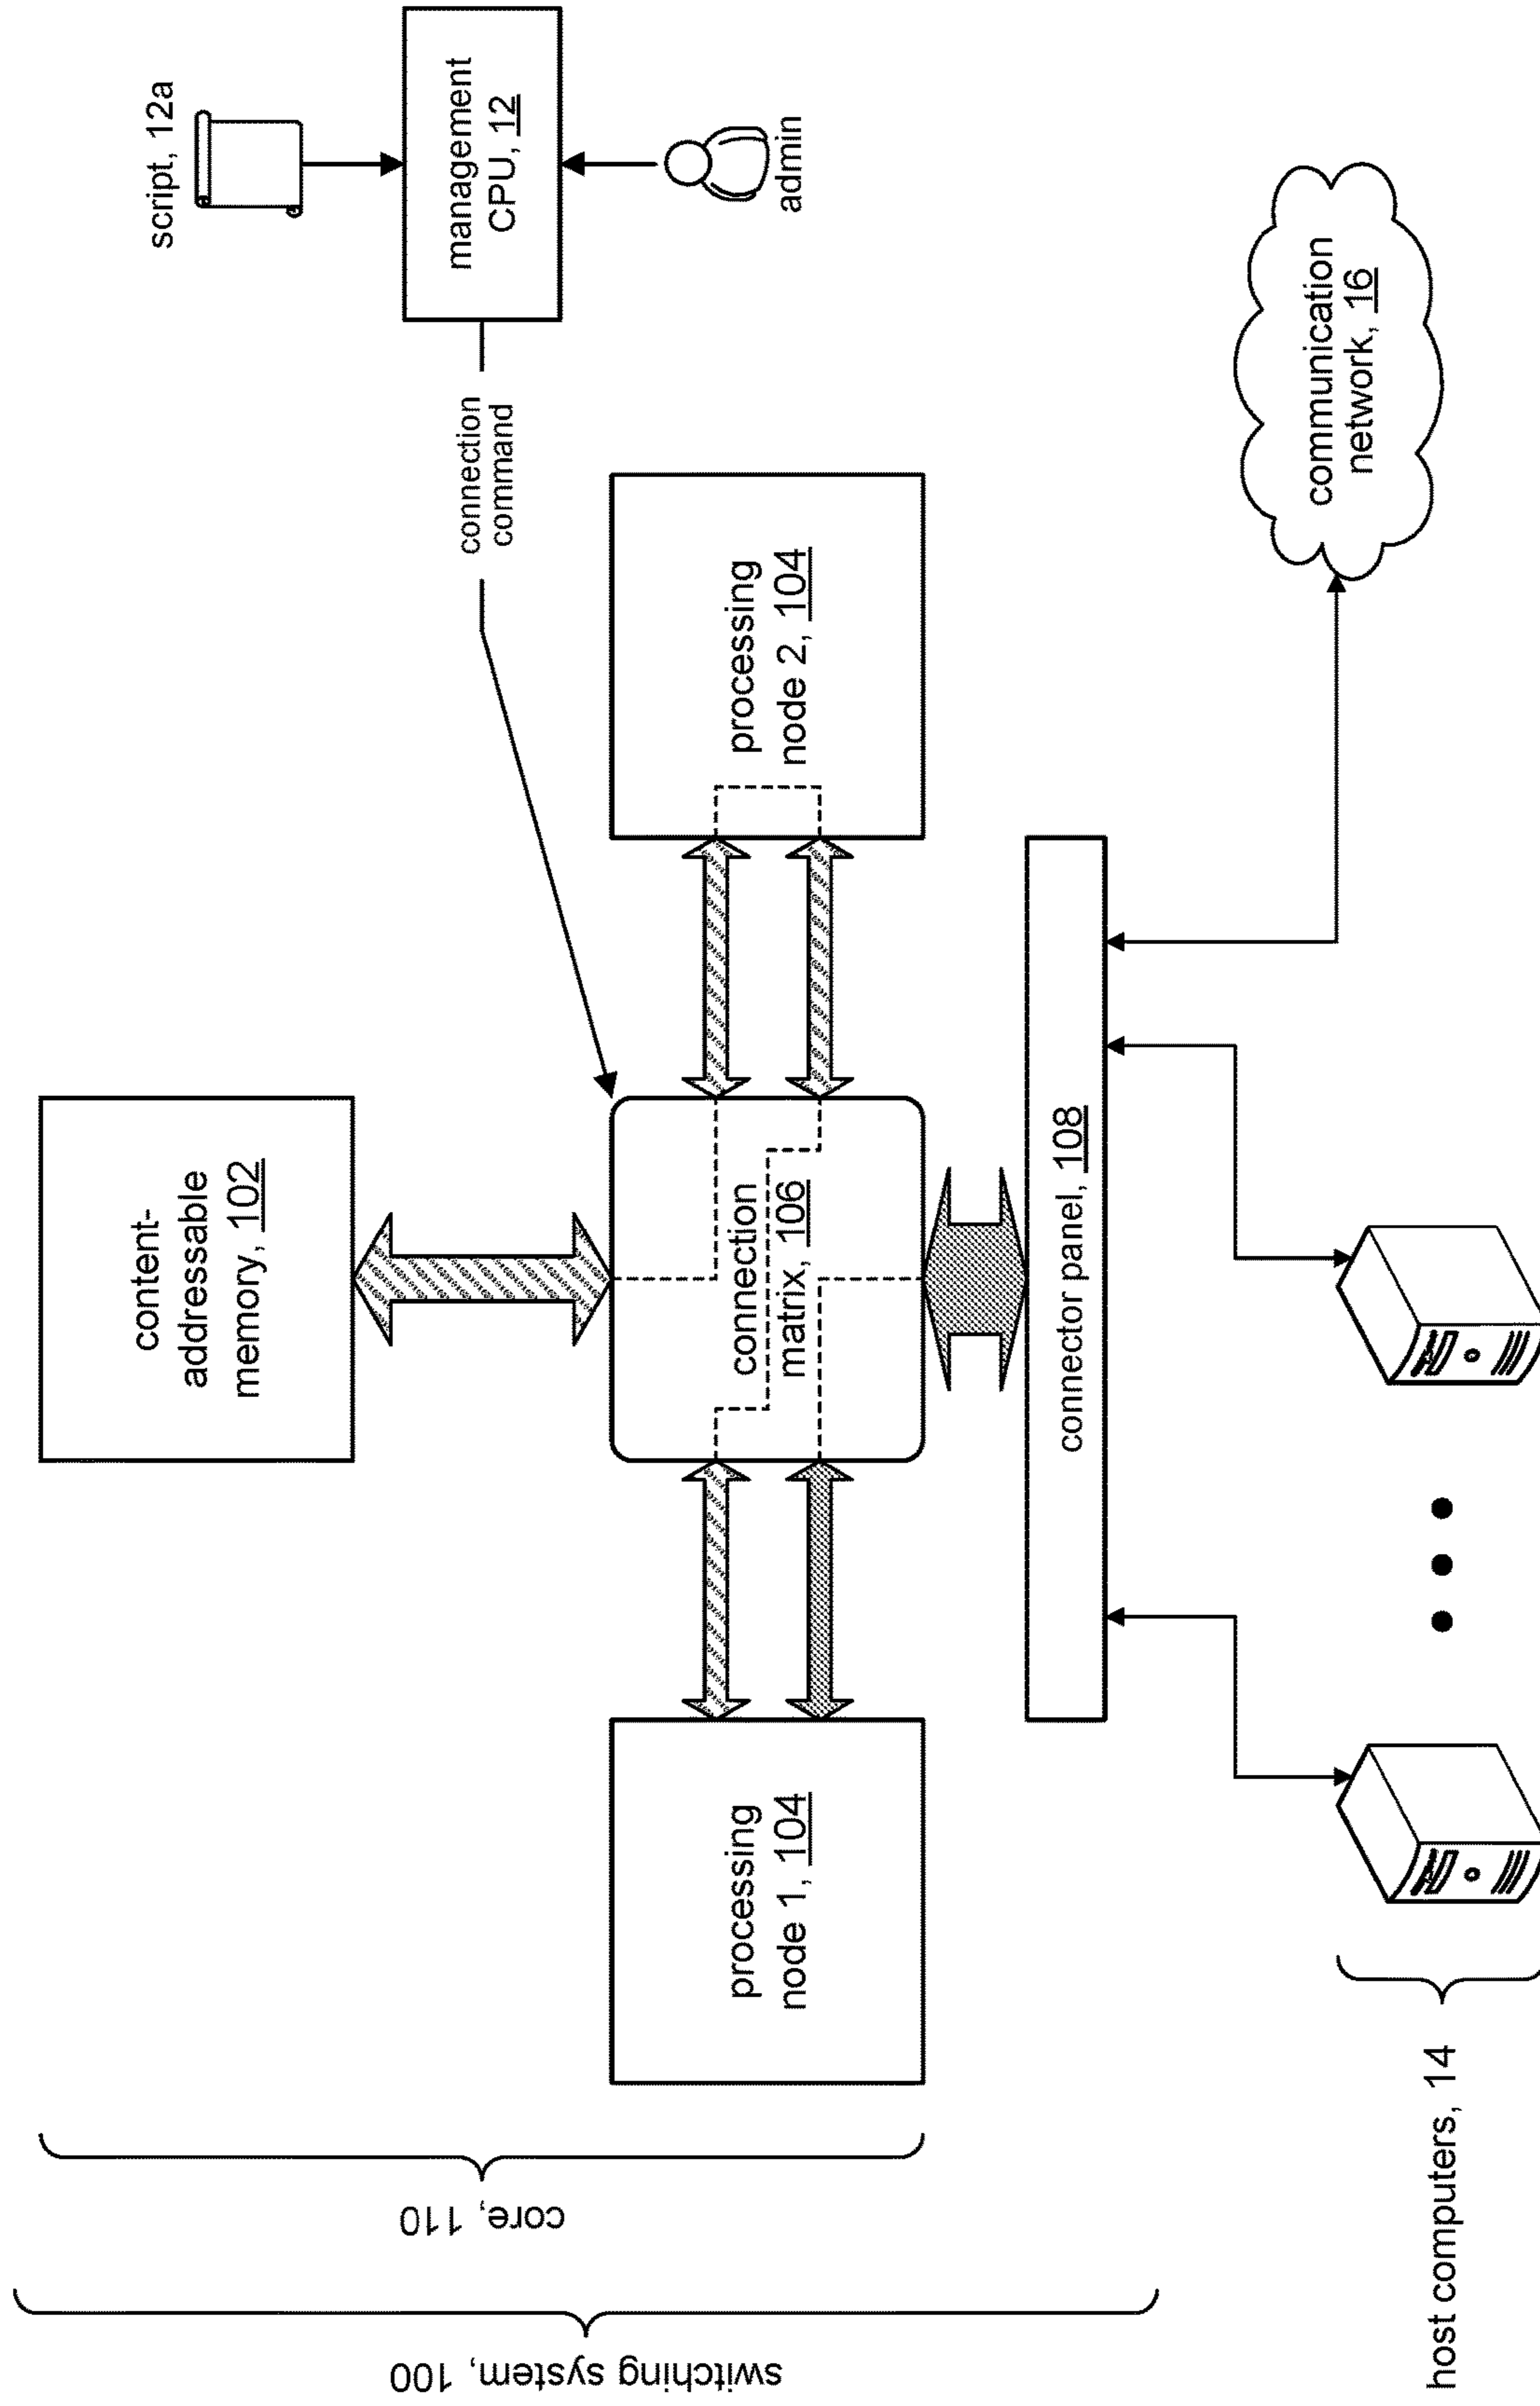 script, 12a
management
CPU, 12
admin
connection
command
content-
addressable
memory, 102
processing
node 1, 104
connection
matrix, 106
processing
node 2, 104
connector panel, 108
communication
network, 16
core, 110
switching system, 100
host computers, 14